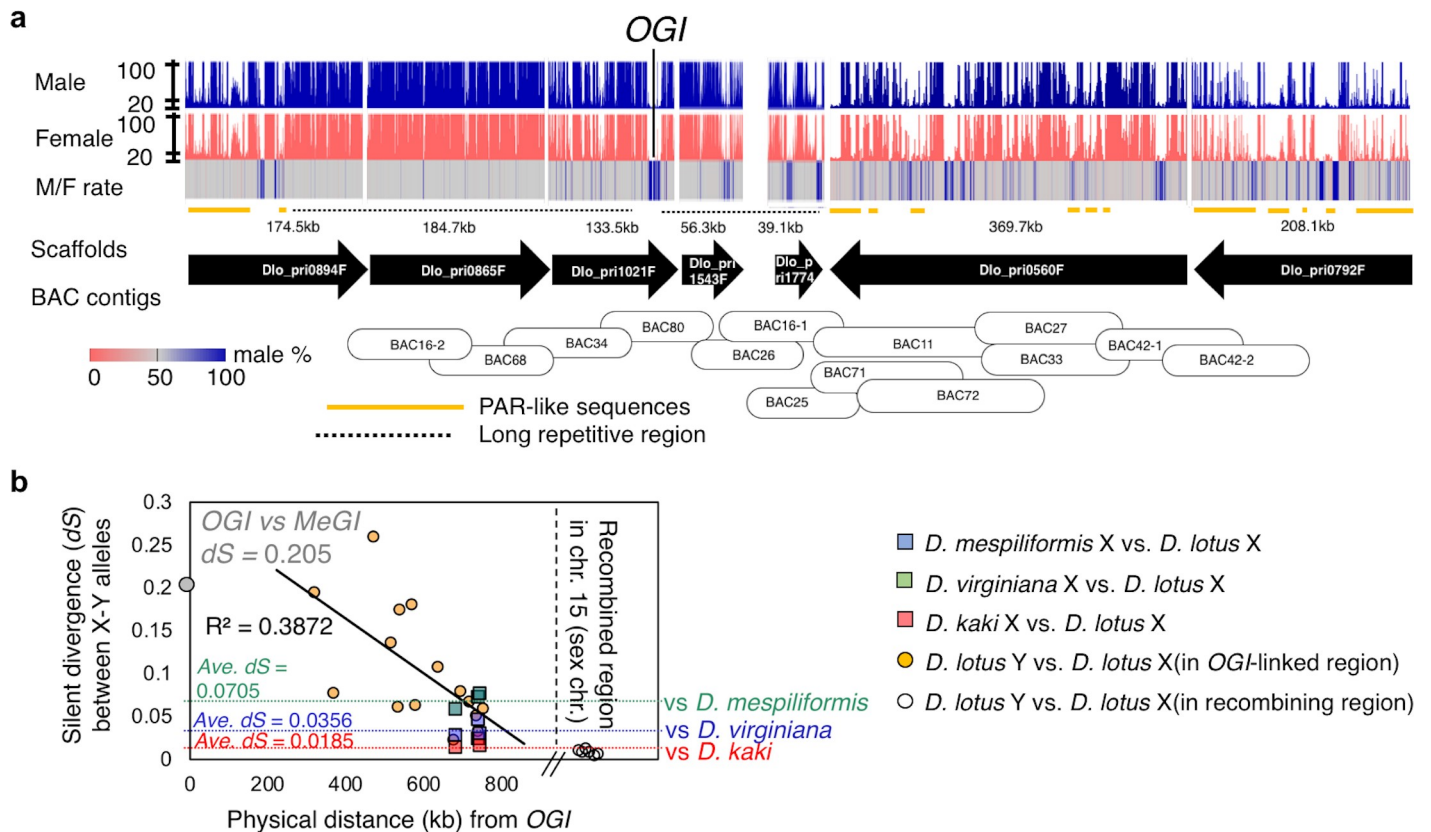 a
OGI
Male
100
20
Female
100
20
M/F rate
174.5kb 184.7kb 133.5kb 56.3kb 39.1kb 369.7kb 208.1kb
Scaffolds
Dlo_pri0894F Dlo_pri0865F Dlo_pri1021F Dlo_pri
1543F
Dlo_p
ri1774
Dlo_pri0560F Dlo_pri0792F
BAC contigs
BAC16-2 BAC68 BAC34 BAC80 BAC26 BAC16-1 BAC11 BAC27 BAC33 BAC42-1 BAC42-2
BAC25 BAC71 BAC72
male %
0 50 100
PAR-like sequences
Long repetitive region
b
Silent divergence (dS)
between X-Y alleles
0.3
0.25
0.2
0.15
0.1
0.05
0
OGI vs MeGI
dS = 0.205
R² = 0.3872
Ave. dS =
0.0705
Ave. dS = 0.0356
Ave. dS = 0.0185
Recombined region
in chr. 15 (sex chr.)
vs D. mespiliformis
vs D. virginiana
vs D. kaki
0 200 400 600 800
Physical distance (kb) from OGI
D. mespiliformis X vs. D. lotus X
D. virginiana X vs. D. lotus X
D. kaki X vs. D. lotus X
D. lotus Y vs. D. lotus X(in OGI-linked region)
D. lotus Y vs. D. lotus X(in recombining region)